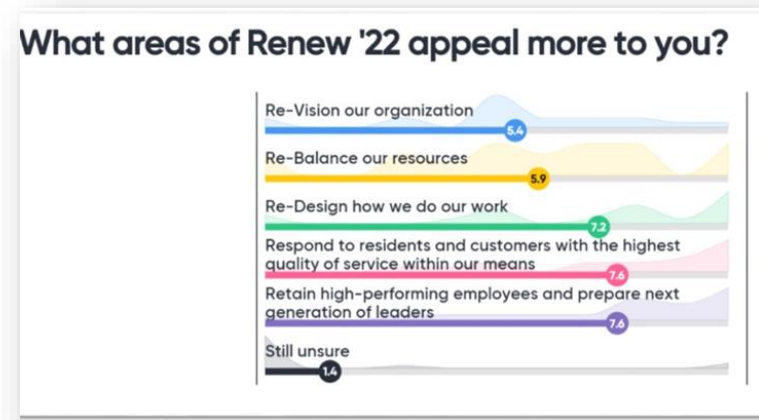 What areas of Renew '22 appeal more to you?
Re-Vision our organization
5.4
Re-Balance our resources
5.9
Re-Design how we do our work
7.2
Respond to residents and customers with the highest
quality of service within our means
7.6
Retain high-performing employees and prepare next
generation of leaders
7.6
Still unsure
1.4